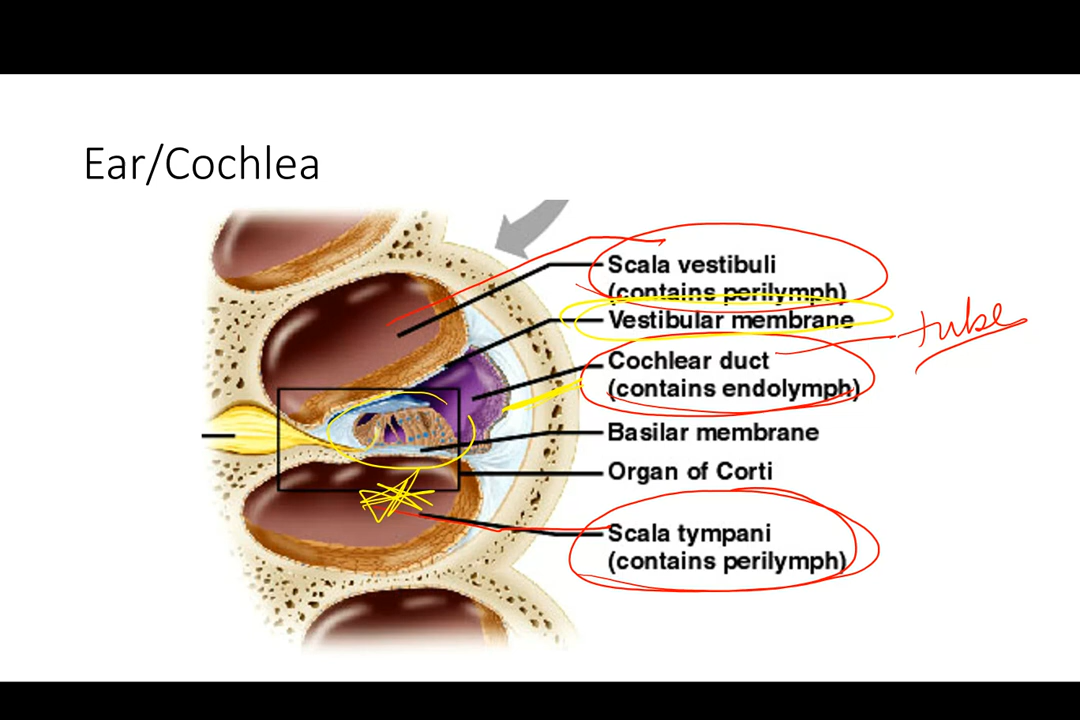 Ear/Cochlea
Scala vestibuli
(contains perilymph)
Vestibular membrane
Cochlear duct
(contains endolymph)
tube
Basilar membrane
Organ of Corti
Scala tympani
(contains perilymph)